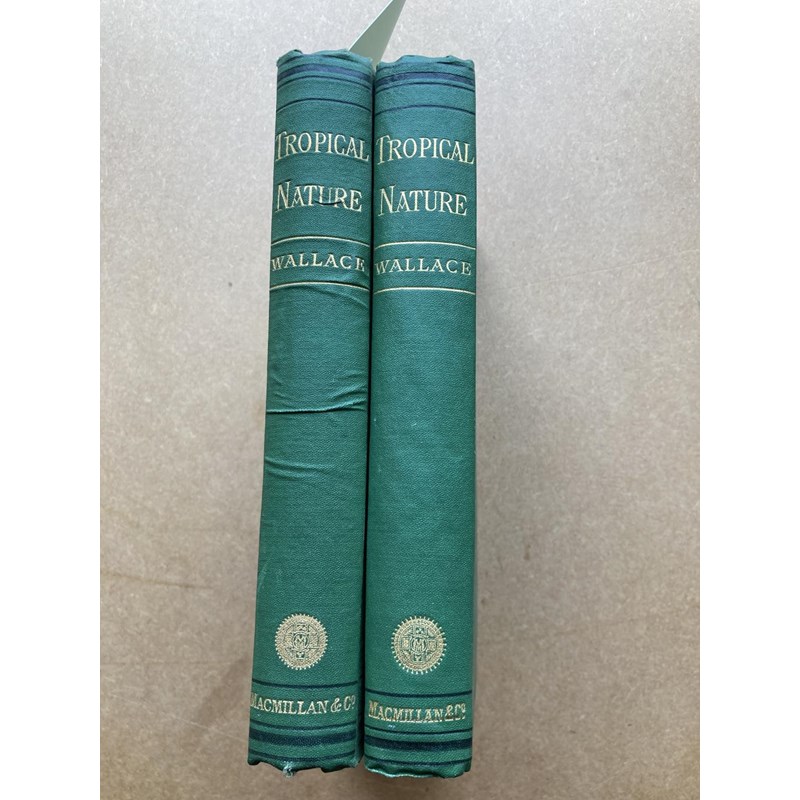 TROPICAL
NATURE
WALLACE
M
MACMILLAN & Cº
TROPICAL
NATURE
WALLACE
M
MACMILLAN & Cº